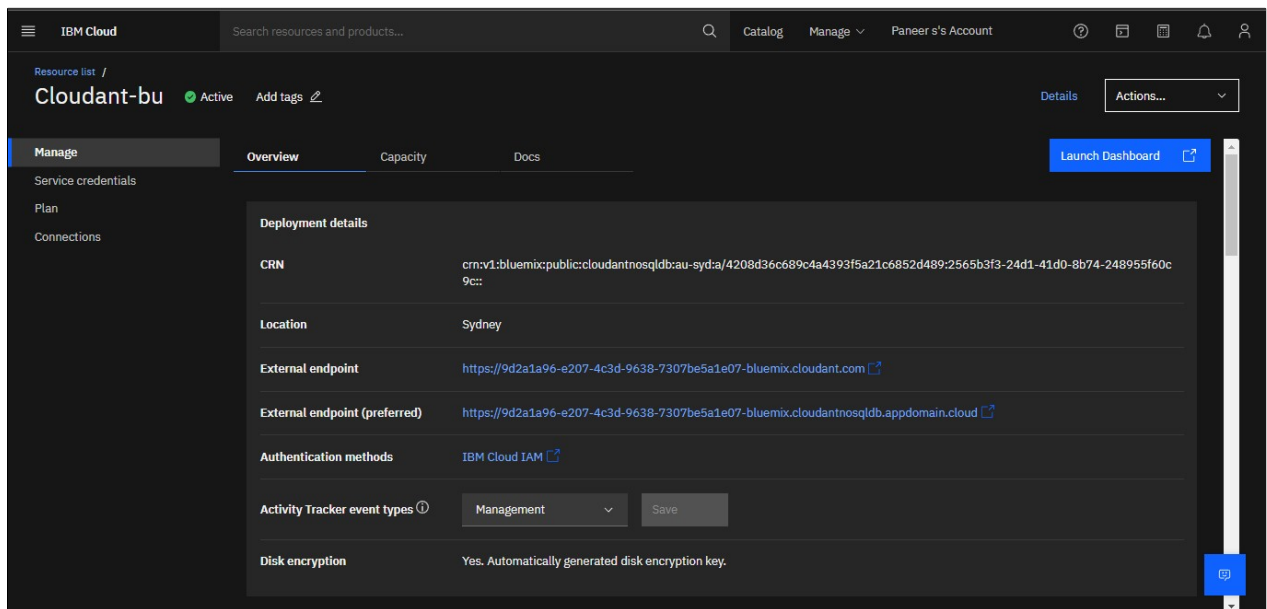 IBM Cloud
Search resources and products...
Catalog
Manage
Paneer s's Account
Resource list /
Cloudant-bu
Active
Add tags
Details
Actions...
Manage
Service credentials
Plan
Connections
Overview
Capacity
Docs
Launch Dashboard
Deployment details
CRN
crn:v1:bluemix:public:cloudantnosqldb:au-syd:a/4208d36c689c4a4393f5a21c6852d489:2565b3f3-24d1-41d0-8b74-248955f60c
9c::
Location
Sydney
External endpoint
https://9d2a1a96-e207-4c3d-9638-7307be5a1e07-bluemix.cloudant.com
External endpoint (preferred)
https://9d2a1a96-e207-4c3d-9638-7307be5a1e07-bluemix.cloudantnosqldb.appdomain.cloud
Authentication methods
IBM Cloud IAM
Activity Tracker event types
Management
Save
Disk encryption
Yes. Automatically generated disk encryption key.